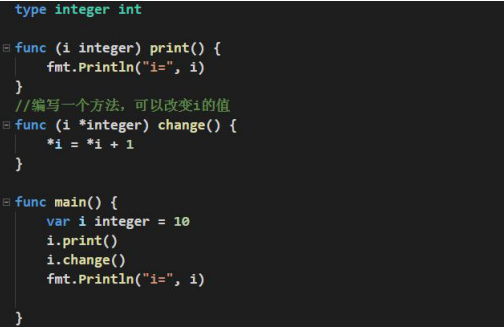 type integer int
func (i integer) print() {
    fmt.Println("i=", i)
}
//编写一个方法，可以改变i的值
func (i *integer) change() {
    *i = *i + 1
}
func main() {
    var i integer = 10
    i.print()
    i.change()
    fmt.Println("i=", i)
}